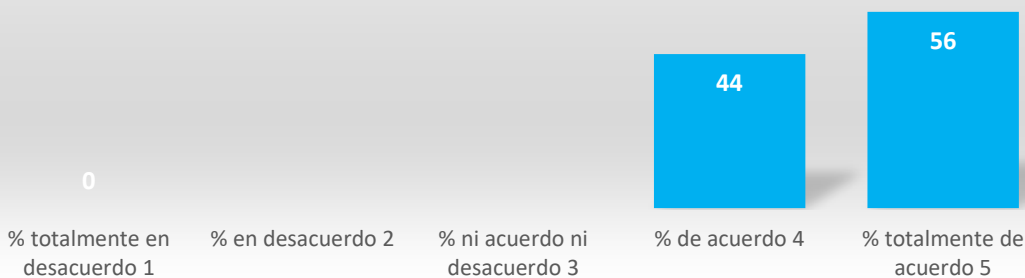 56
44
0
% totalmente en
desacuerdo 1
% en desacuerdo 2
% ni acuerdo ni
desacuerdo 3
% de acuerdo 4
% totalmente de
acuerdo 5